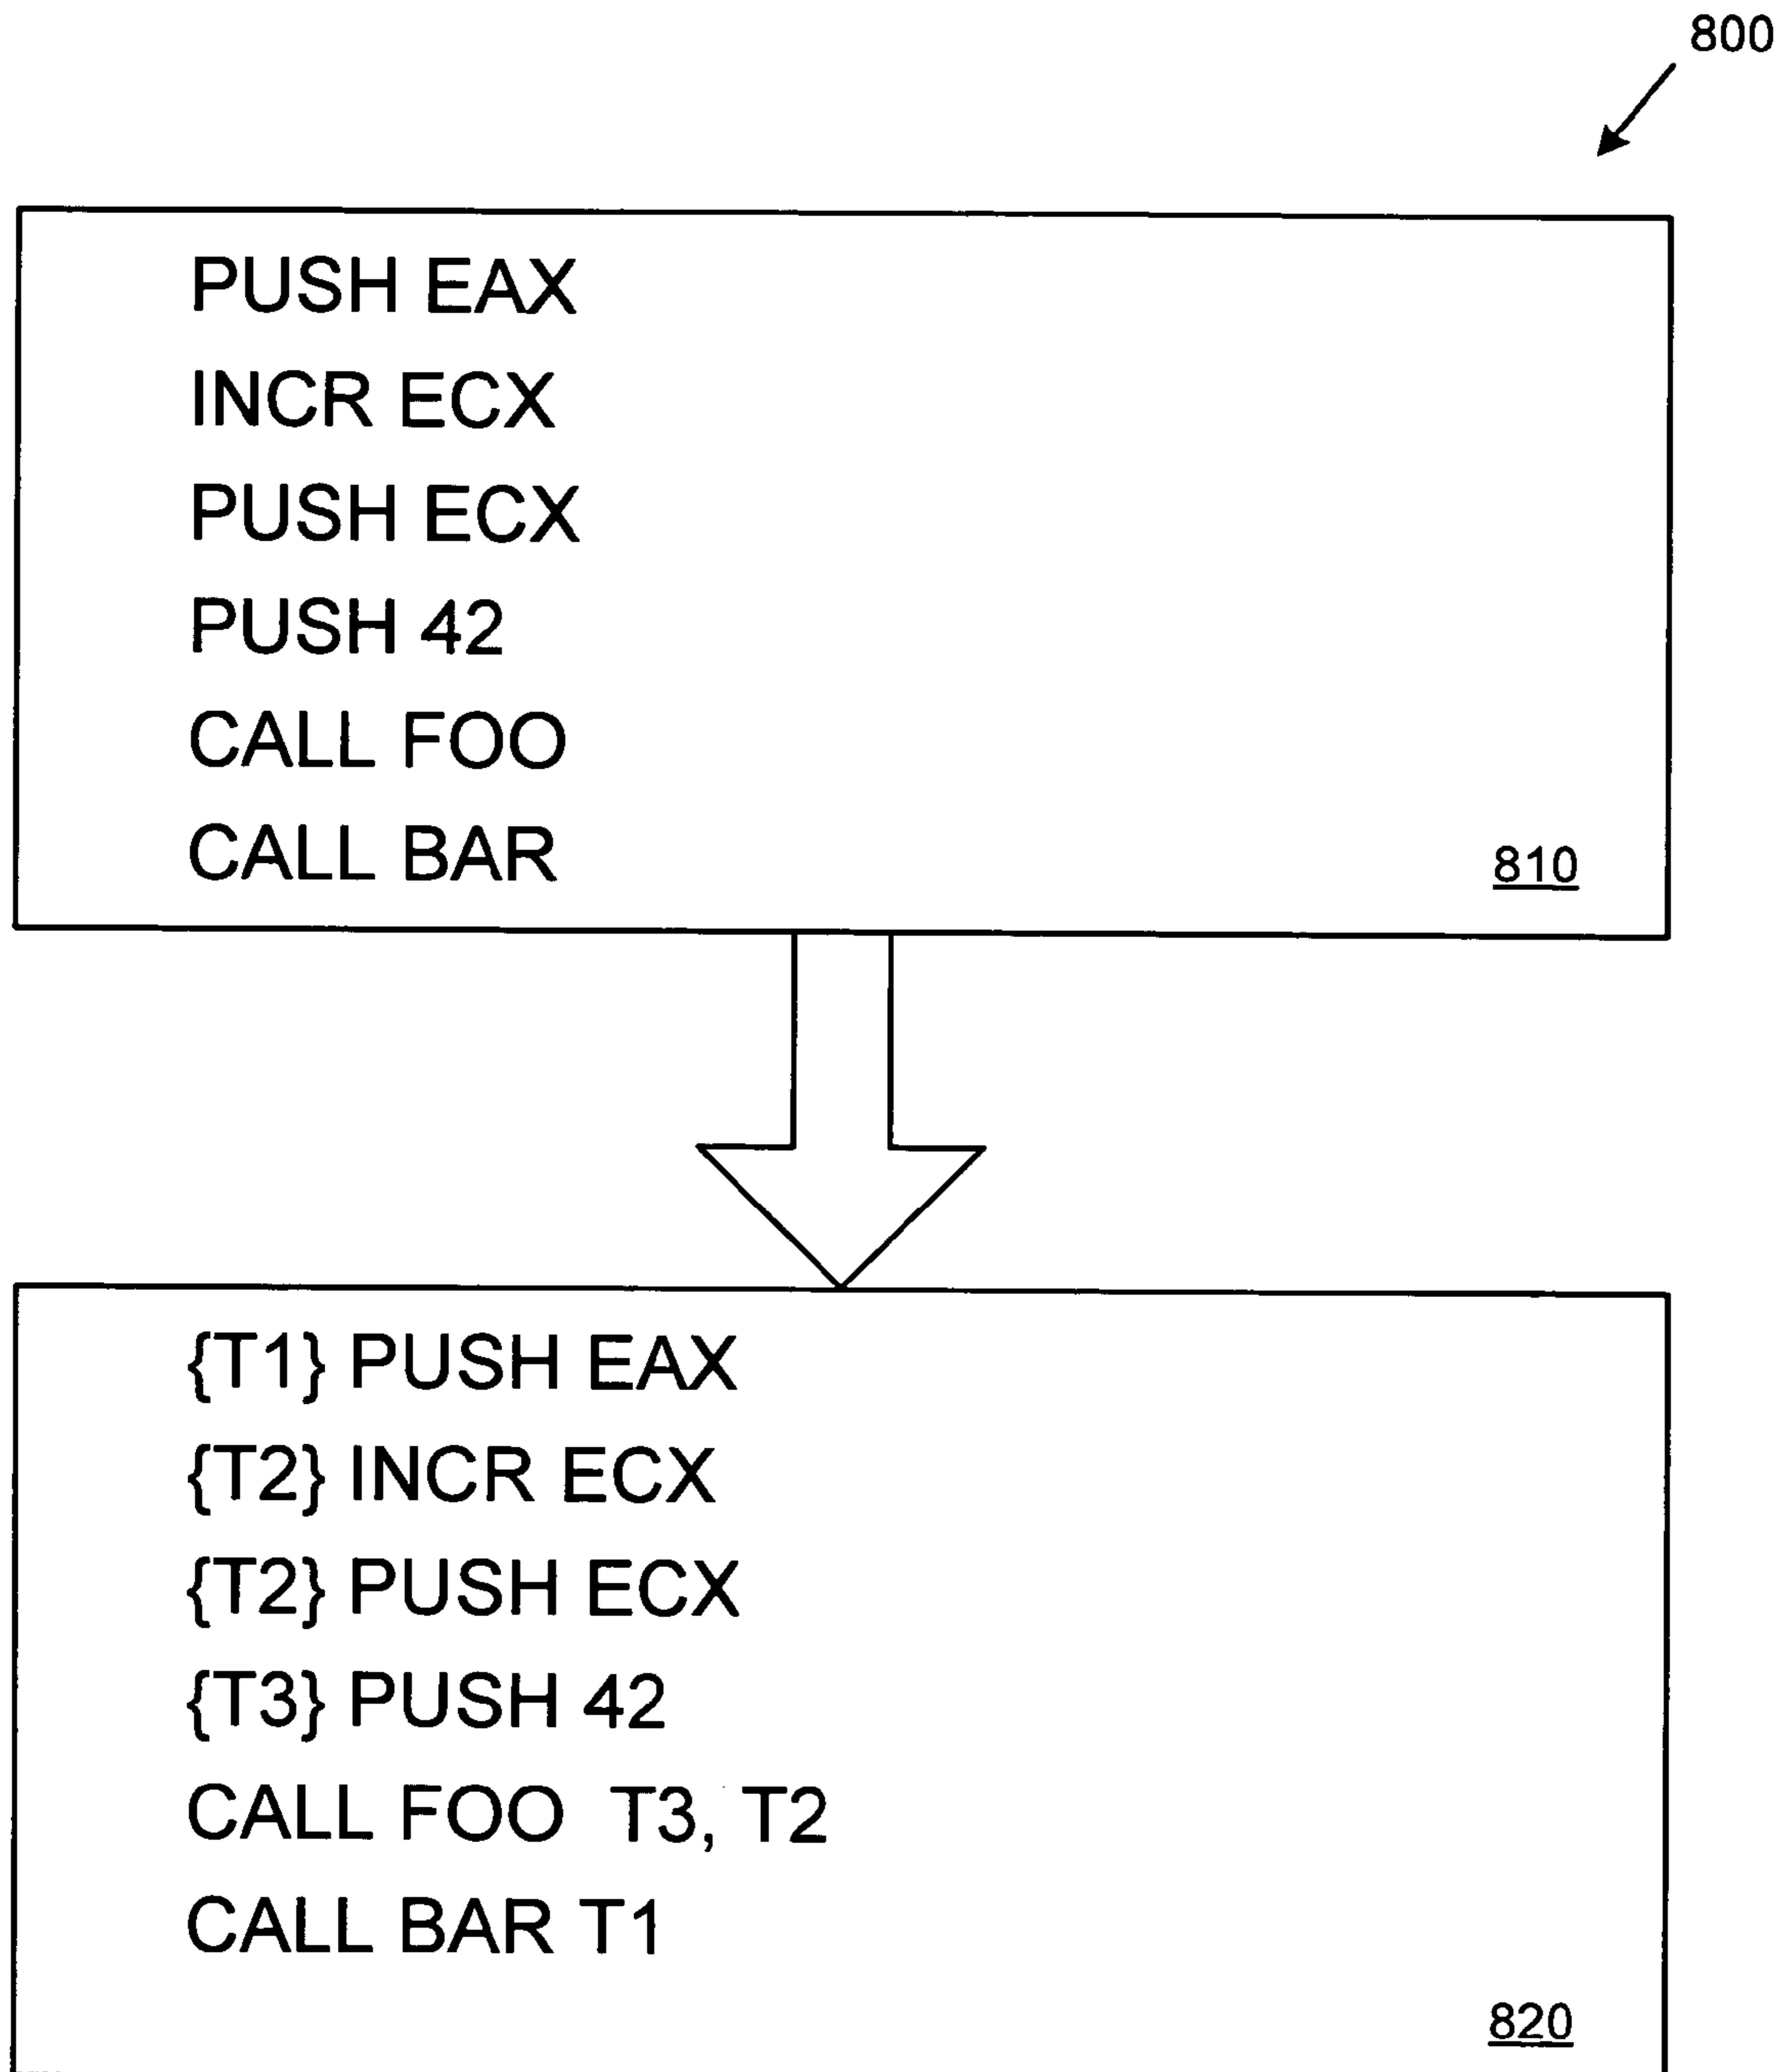 800
PUSH EAX
INCR ECX
PUSH ECX
PUSH 42
CALL FOO
CALL BAR
810
{T1} PUSH EAX
{T2} INCR ECX
{T2} PUSH ECX
{T3} PUSH 42
CALL FOO T3, T2
CALL BAR T1
820